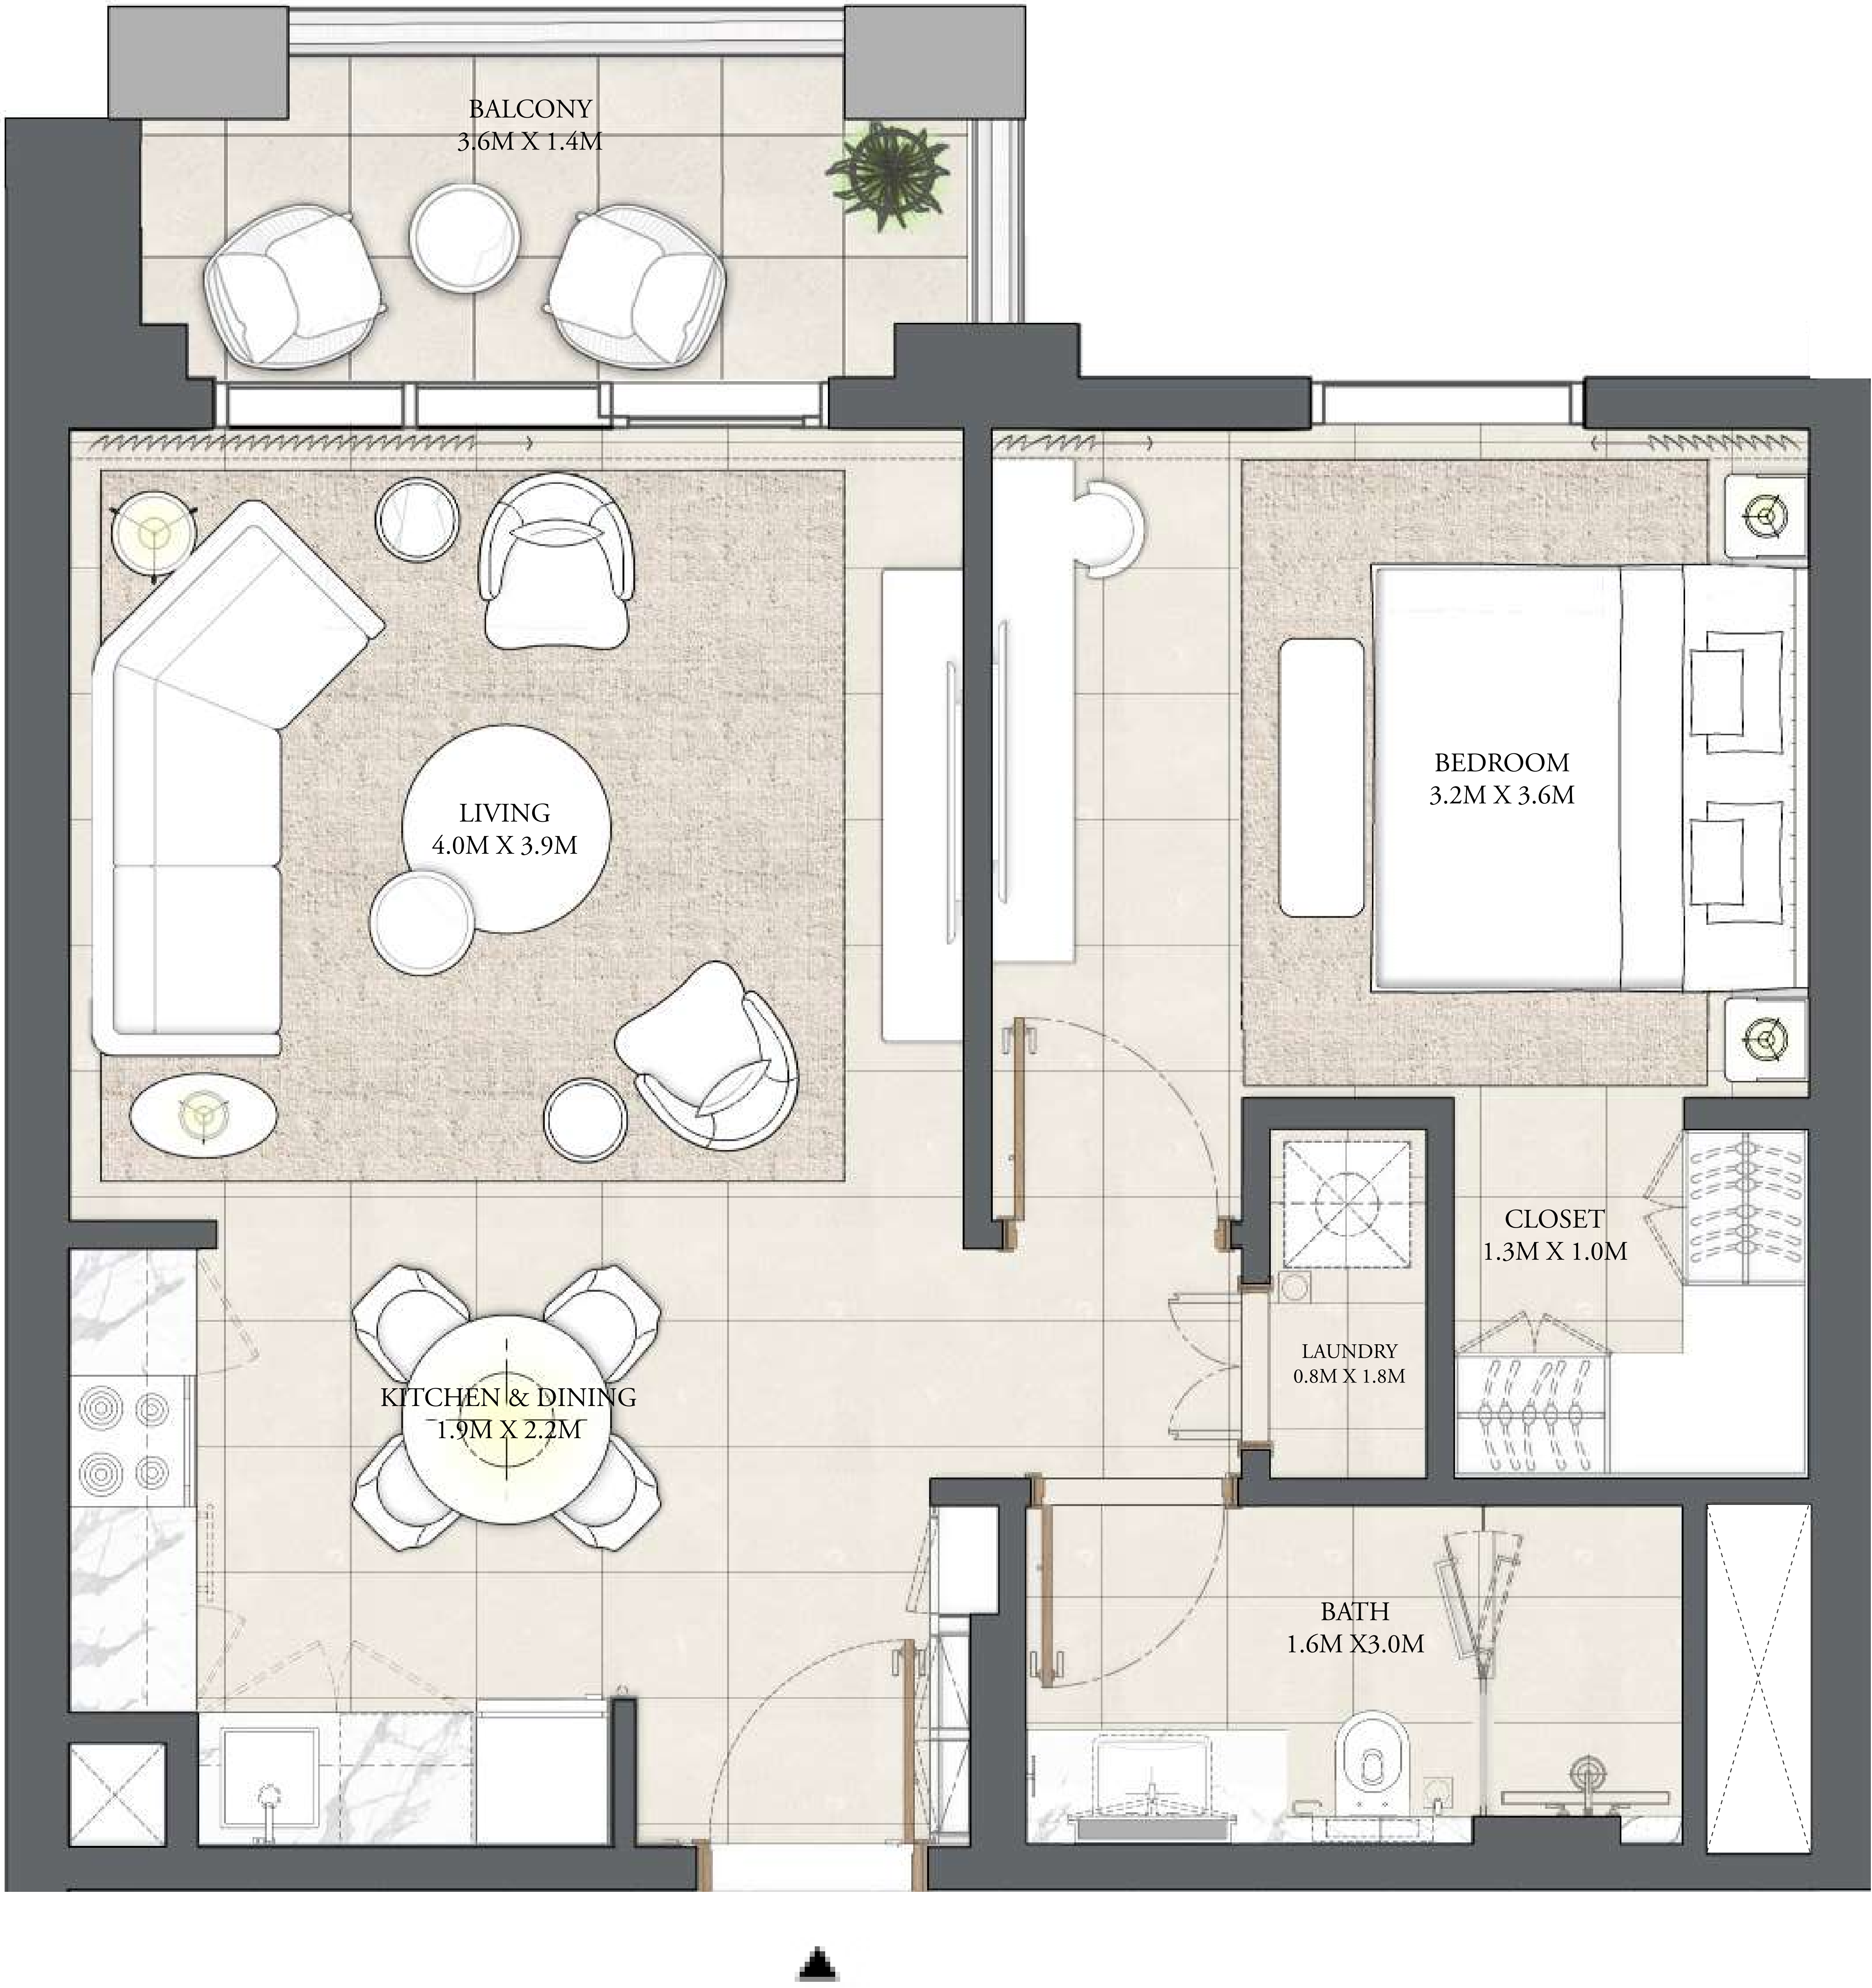 BALCONY
3.6M X 1.4M
LIVING
4.0M X 3.9M
BEDROOM
3.2M X 3.6M
CLOSET
1.3M X 1.0M
LAUNDRY
0.8M X 1.8M
KITCHEN & DINING
1.9M X 2.2M
BATH
1.6M X3.0M